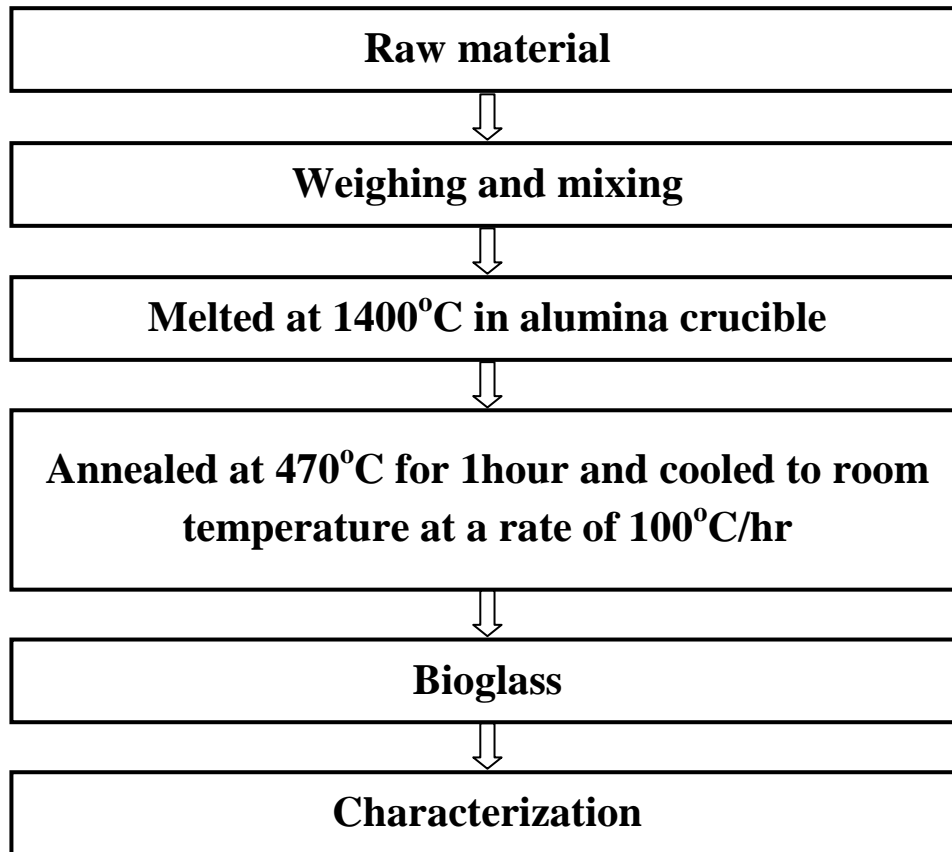 Raw material
Weighing and mixing
Melted at 1400°C in alumina crucible
Annealed at 470°C for 1hour and cooled to room
temperature at a rate of 100°C/hr
Bioglass
Characterization